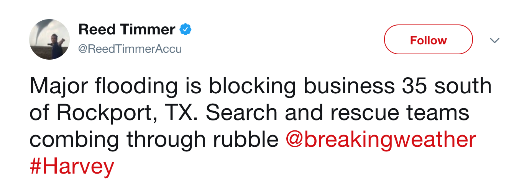 Reed Timmer
@ReedTimmerAccu
Follow
Major flooding is blocking business 35 south
of Rockport, TX. Search and rescue teams
combing through rubble @breakingweather
#Harvey